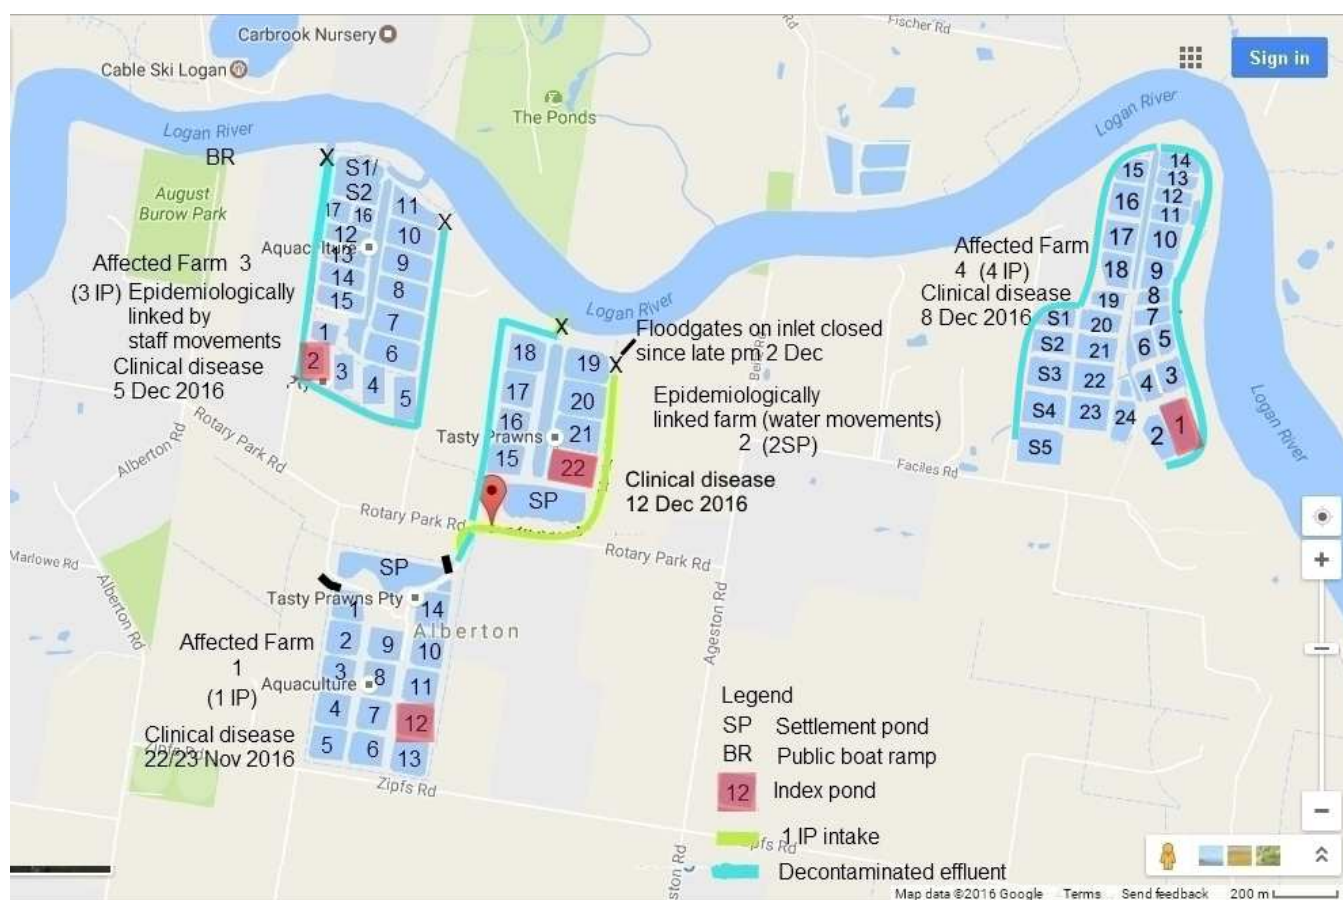 Carbrook Nursery
Cable Ski Logan
Rd
Fischer Rd
Sign in
The Ponds
Logan River
Logan River
BR
X
August
Burow Park
Aquaculture
S1/
S2
17
16
11
12
10
13
9
14
8
15
7
1
6
2
3
4
5
X
Affected Farm 3
(3 IP) Epidemiologically
linked by
staff movements
Clinical disease
5 Dec 2016
Logan River
X
X
Floodgates on inlet closed
since late pm 2 Dec
18
19
17
20
16
21
Tasty Prawns
15
22
SP
Epidemiologically
linked farm (water movements)
2 (2SP)
Clinical disease
12 Dec 2016
Affected Farm
4 (4 IP)
Clinical disease
8 Dec 2016
15
14
13
16
12
11
17
10
18
9
19
8
S1
20
7
S2
21
6
5
S3
22
4
3
S4
23
24
2
1
S5
Logan River
Rotary Park Rd
Alberton Rd
Rotary Park Rd
Rotary Park Rd
Faciles Rd
Marlowe Rd
Alberton Rd
Ageston Rd
SP
Tasty Prawns Pty
Alberton
1
14
2
9
10
3
8
11
Aquaculture
4
7
12
5
6
13
Affected Farm
1
(1 IP)
Clinical disease
22/23 Nov 2016
Zipfs Rd
Zipfs Rd
Legend
SP Settlement pond
BR Public boat ramp
12 Index pond
1 IP intake
Decontaminated effluent
Map data ©2016 Google Terms Send feedback 200 m